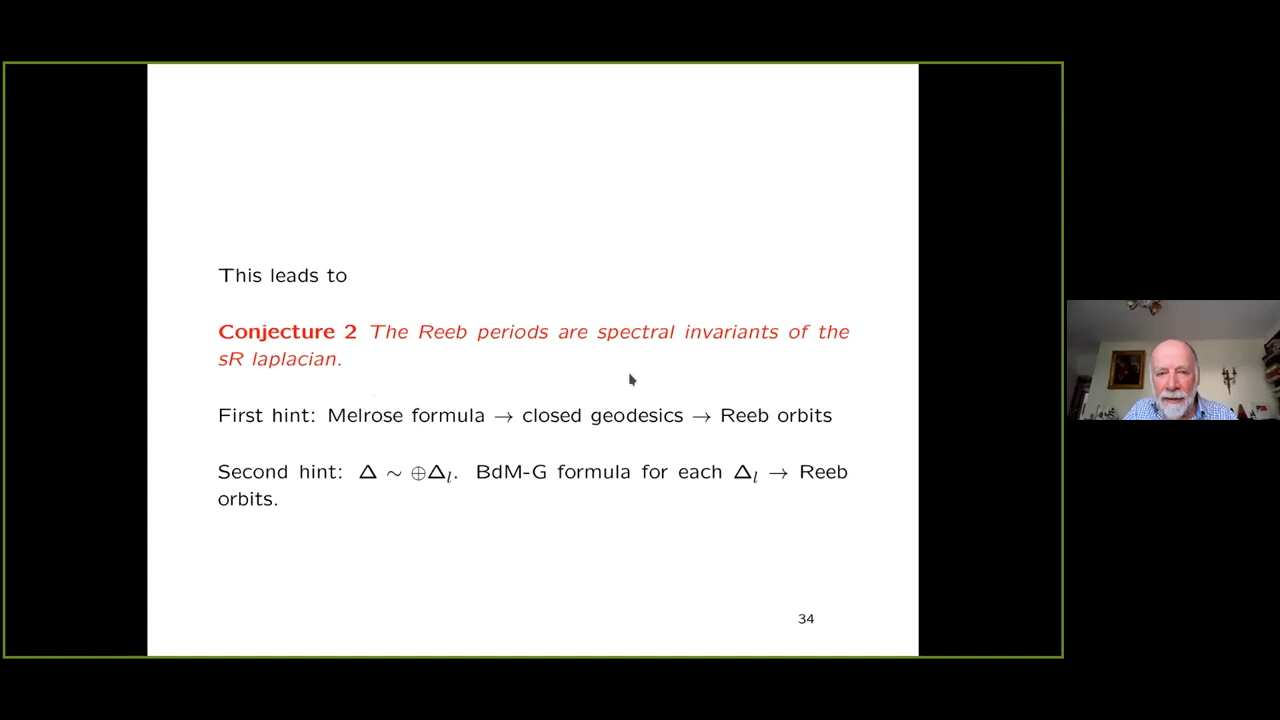 This leads to
Conjecture 2 The Reeb periods are spectral invariants of the
sR laplacian.
First hint: Melrose formula → closed geodesics → Reeb orbits
Second hint: Δ ∼ ⊕Δ_l. BdM-G formula for each Δ_l → Reeb
orbits.
34